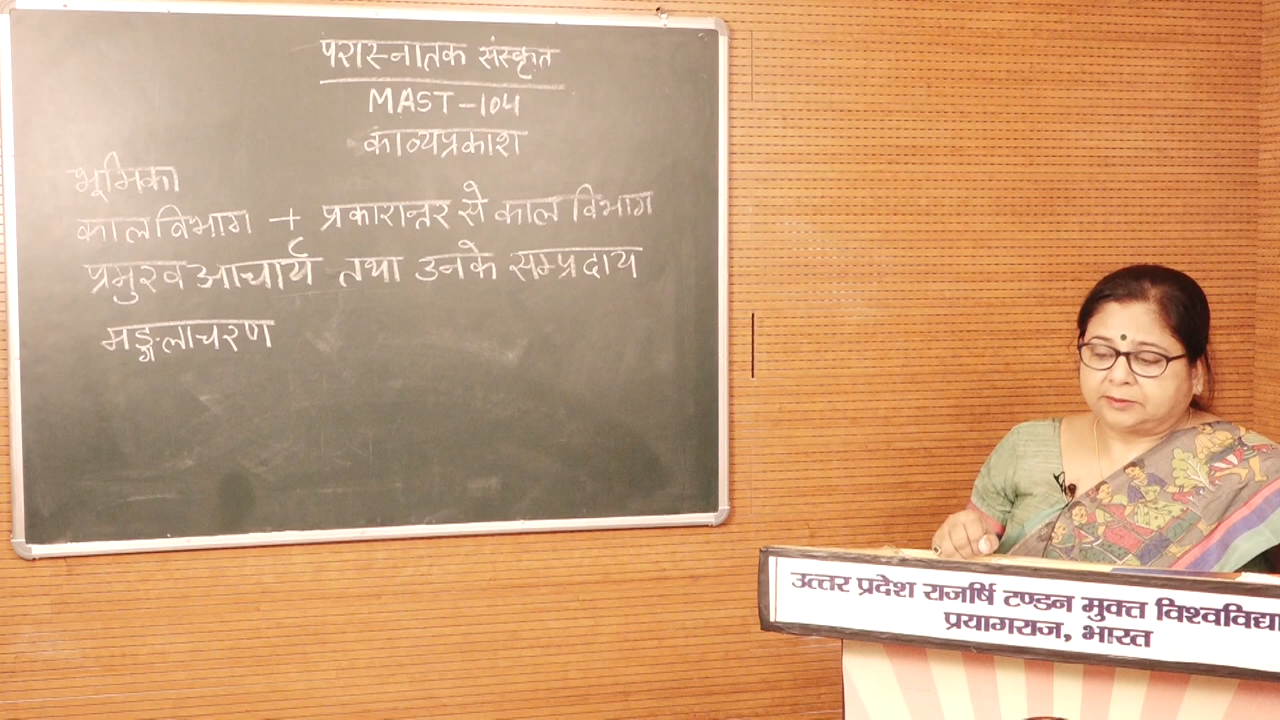 परास्नातक संस्कृत
MAST-104
काव्यप्रकाश
भूमिका
काल विभाग + प्रकारान्तर से काल विभाग
प्रमुख आचार्य तथा उनके सम्प्रदाय
मङ्गलाचरण
उत्तर प्रदेश राजर्षि टण्डन मुक्त विश्वविद्या
प्रयागराज, भारत